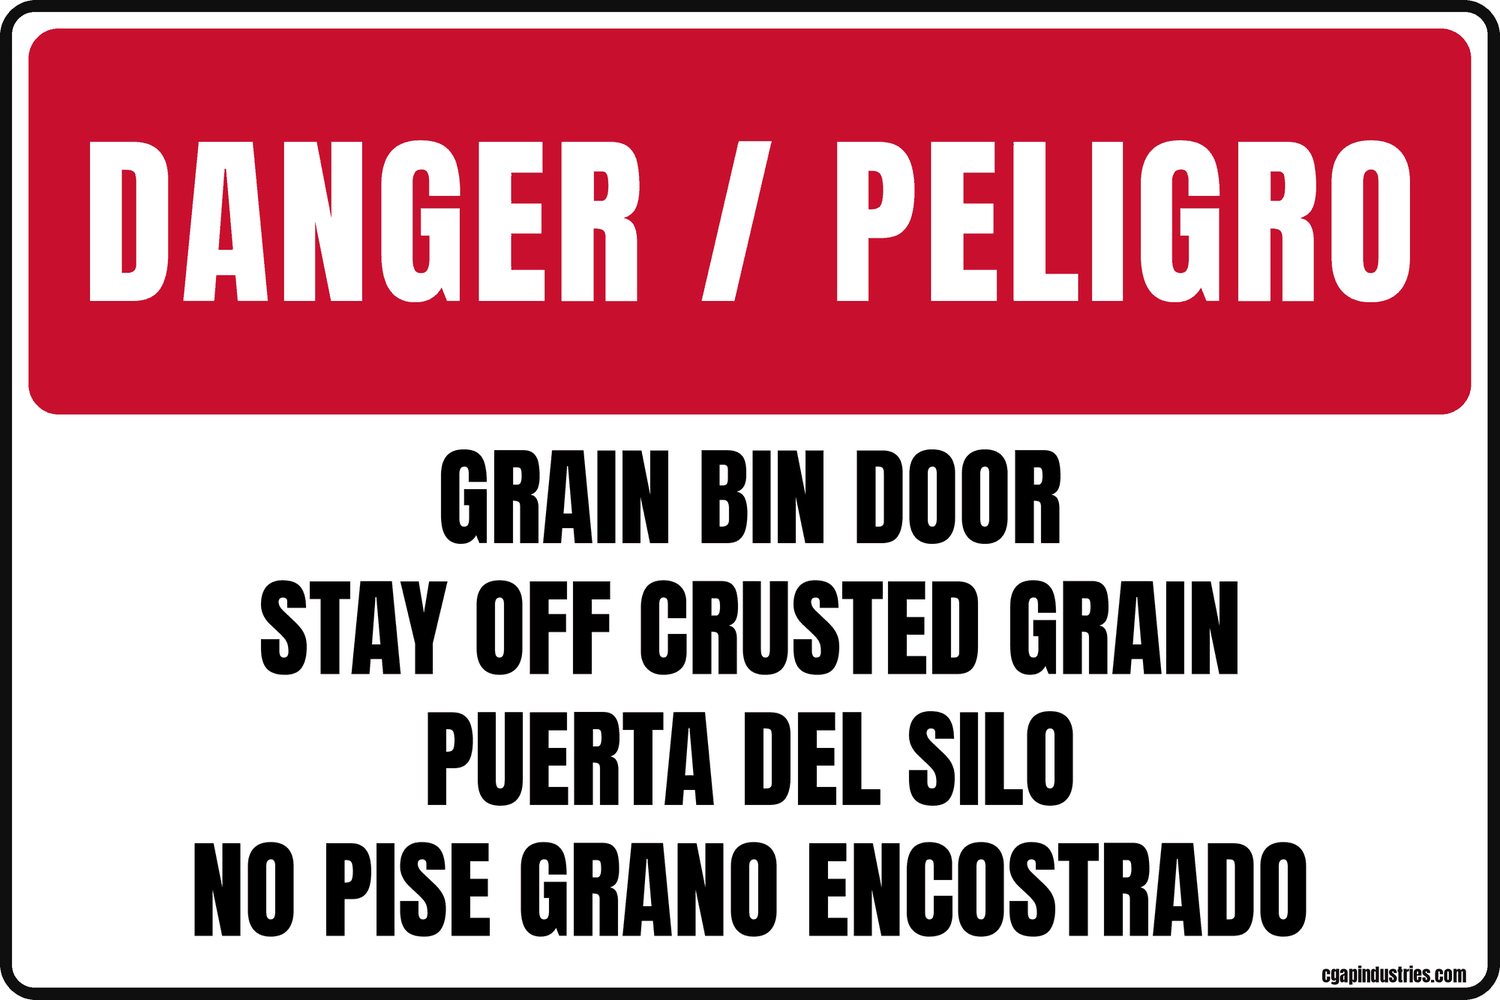 DANGER / PELIGRO
GRAIN BIN DOOR
STAY OFF CRUSTED GRAIN
PUERTA DEL SILO
NO PISE GRANO ENCOSTRADO
cgapindustries.com